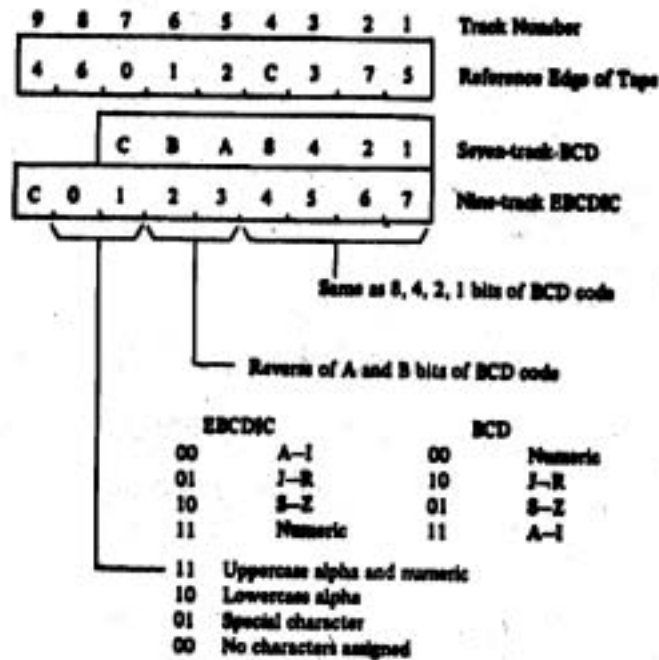 9 8 7 6 5 4 3 2 1 Track Number
4 6 0 1 2 C 3 7 5 Reference Edge of Tape
C B A 8 4 2 1 Seven-track-BCD
C 0 1 2 3 4 5 6 7 Nine-track EBCDIC
Same as 8, 4, 2, 1 bits of BCD code
Reverse of A and B bits of BCD code
EBCDIC BCD
00 A–I 00 Numeric
01 J–R 10 J–R
10 S–Z 01 S–Z
11 Numeric 11 A–I
11 Uppercase alpha and numeric
10 Lowercase alpha
01 Special character
00 No characters assigned